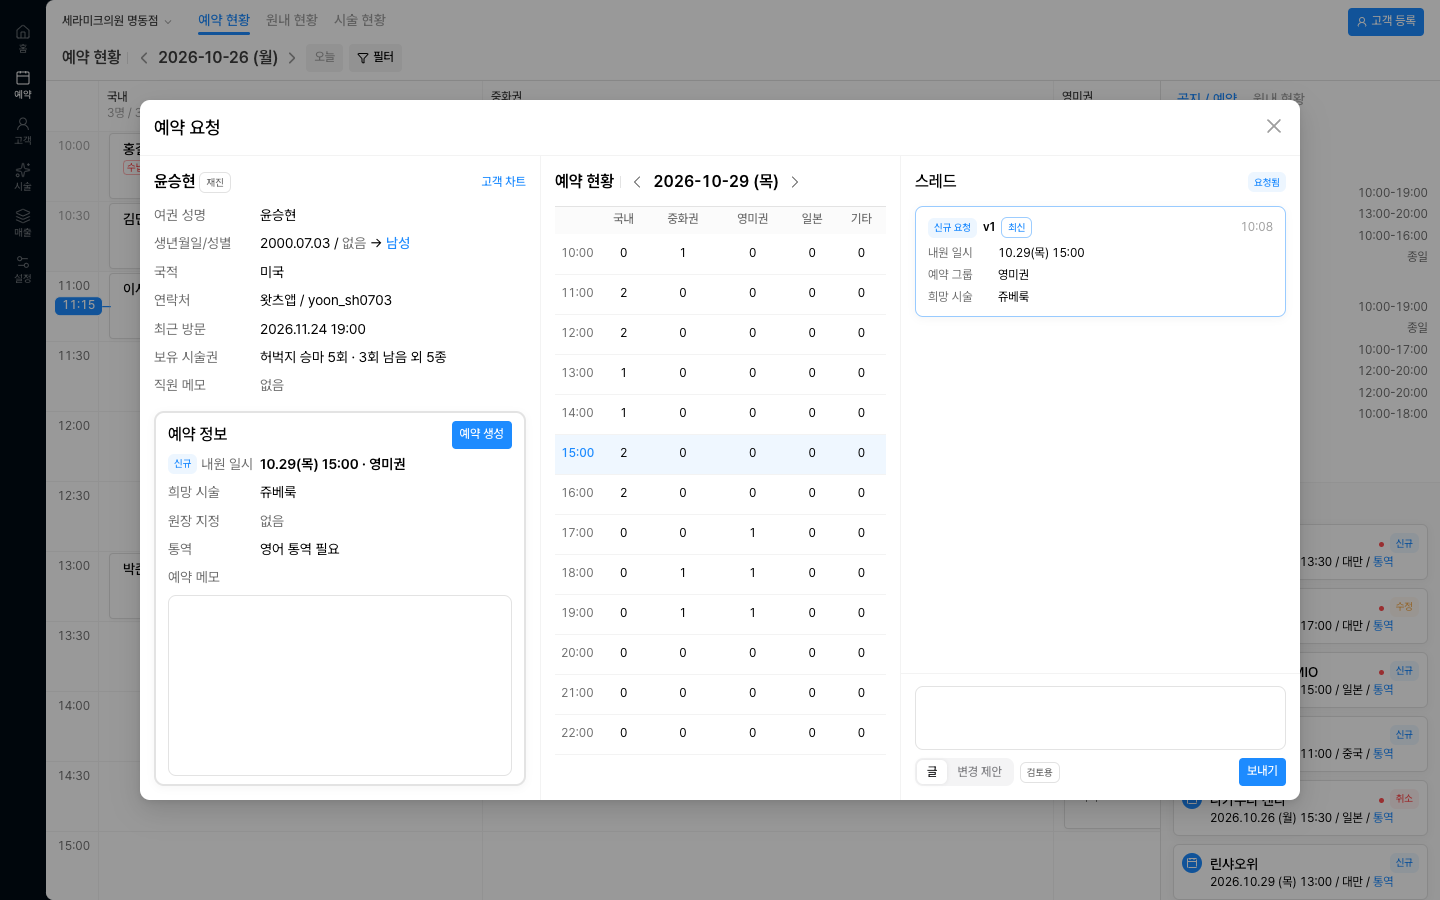 세라미크의원 명동점
예약 현황
원내 현황
시술 현황
고객 등록
예약 현황
2026-10-26 (월)
오늘
필터
홈
예약
고객
시술
매출
설정
국내
3명 / 3
중화권
영미권
공지 / 예약
원내 현황
10:00
10:30
11:00
11:15
11:30
12:00
12:30
13:00
13:30
14:00
14:30
15:00
예약 요청
윤승현
재진
고객 차트
여권 성명
윤승현
생년월일/성별
2000.07.03 / 없음 → 남성
국적
미국
연락처
왓츠앱 / yoon_sh0703
최근 방문
2026.11.24 19:00
보유 시술권
허벅지 승마 5회 · 3회 남음 외 5종
직원 메모
없음
예약 정보
예약 생성
신규
내원 일시
10.29(목) 15:00 · 영미권
희망 시술
쥬베룩
원장 지정
없음
통역
영어 통역 필요
예약 메모
예약 현황
2026-10-29 (목)
국내 중화권 영미권 일본 기타
10:00 0 1 0 0 0
11:00 2 0 0 0 0
12:00 2 0 0 0 0
13:00 1 0 0 0 0
14:00 1 0 0 0 0
15:00 2 0 0 0 0
16:00 2 0 0 0 0
17:00 0 0 1 0 0
18:00 0 1 1 0 0
19:00 0 1 1 0 0
20:00 0 0 0 0 0
21:00 0 0 0 0 0
22:00 0 0 0 0 0
스레드
요청됨
신규 요청
v1
최신
10:08
내원 일시
10.29(목) 15:00
예약 그룹
영미권
희망 시술
쥬베룩
글
변경 제안
검토용
보내기
10:00-19:00
13:00-20:00
10:00-16:00
종일
10:00-19:00
종일
10:00-17:00
12:00-20:00
12:00-20:00
10:00-18:00
신규
13:30 / 대만 / 통역
수정
17:00 / 대만 / 통역
MIO
신규
15:00 / 일본 / 통역
신규
11:00 / 중국 / 통역
취소
2026.10.26 (월) 15:30 / 일본 / 통역
린샤오위
신규
2026.10.29 (목) 13:00 / 대만 / 통역